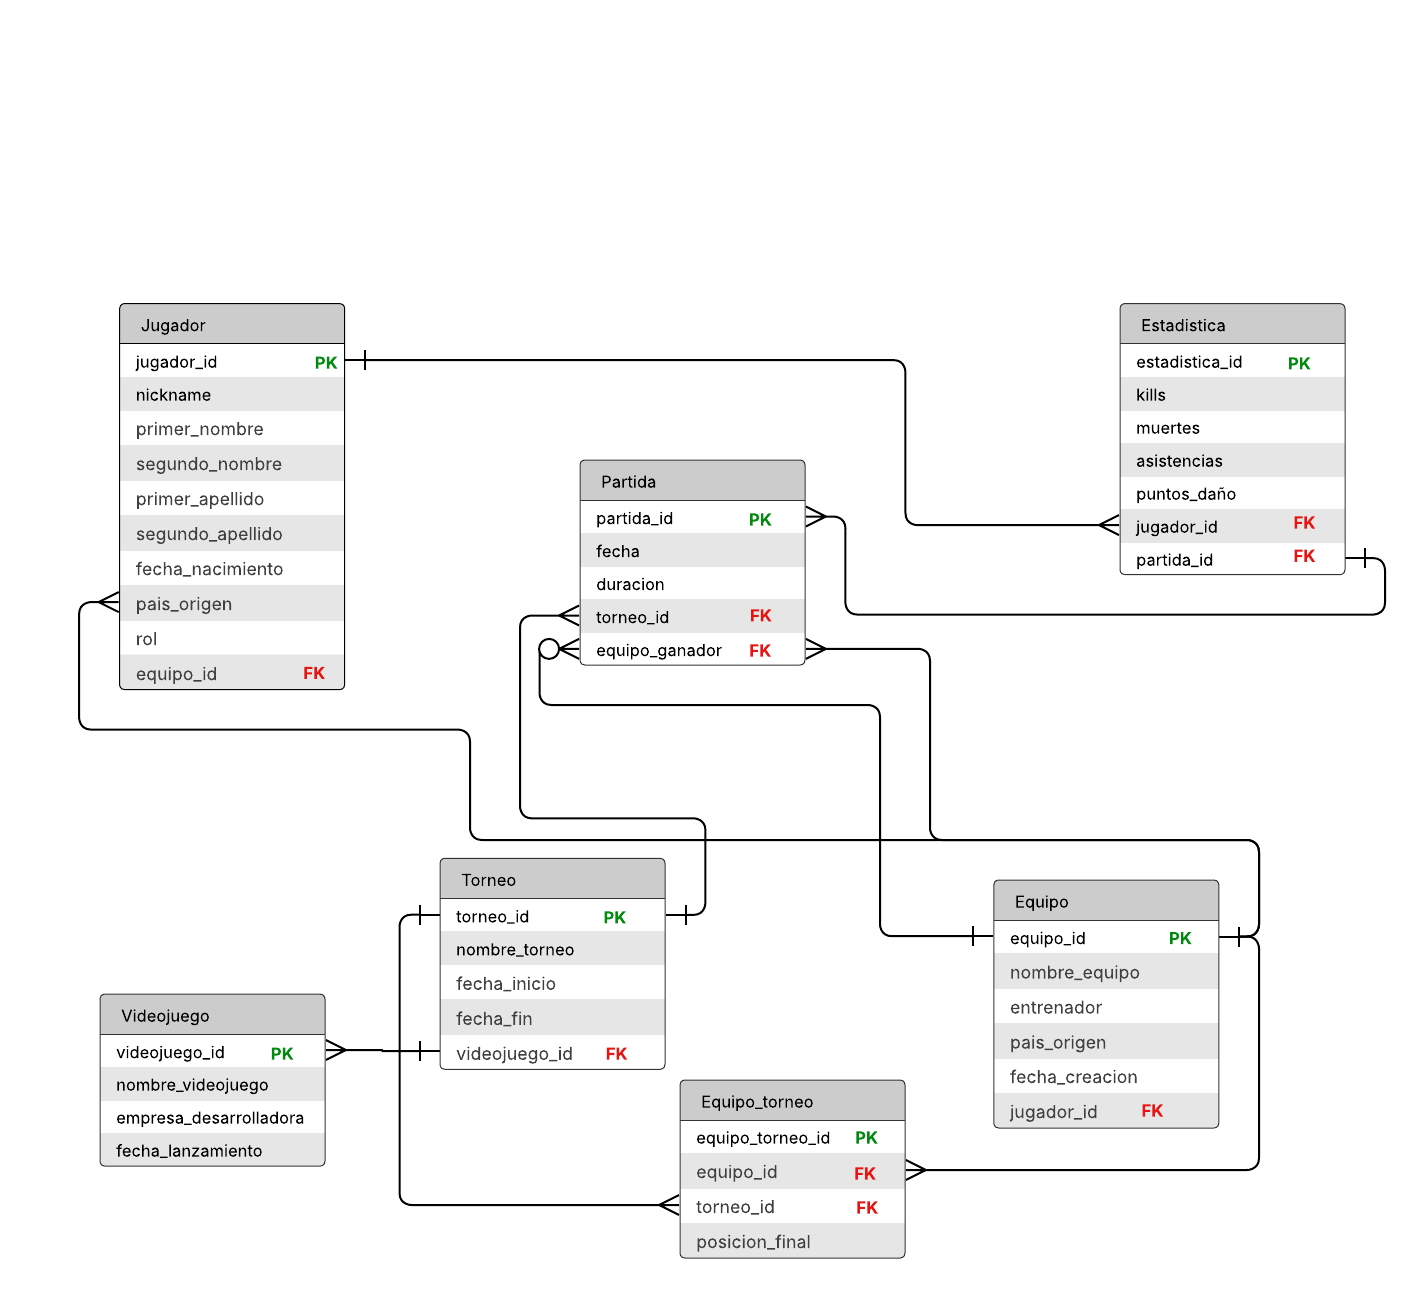 Jugador
jugador_id PK
nickname
primer_nombre
segundo_nombre
primer_apellido
segundo_apellido
fecha_nacimiento
pais_origen
rol
equipo_id FK
Estadistica
estadistica_id PK
kills
muertes
asistencias
puntos_daño
jugador_id FK
partida_id FK
Partida
partida_id PK
fecha
duracion
torneo_id FK
equipo_ganador FK
Torneo
torneo_id PK
nombre_torneo
fecha_inicio
fecha_fin
videojuego_id FK
Equipo
equipo_id PK
nombre_equipo
entrenador
pais_origen
fecha_creacion
jugador_id FK
Videojuego
videojuego_id PK
nombre_videojuego
empresa_desarrolladora
fecha_lanzamiento
Equipo_torneo
equipo_torneo_id PK
equipo_id FK
torneo_id FK
posicion_final